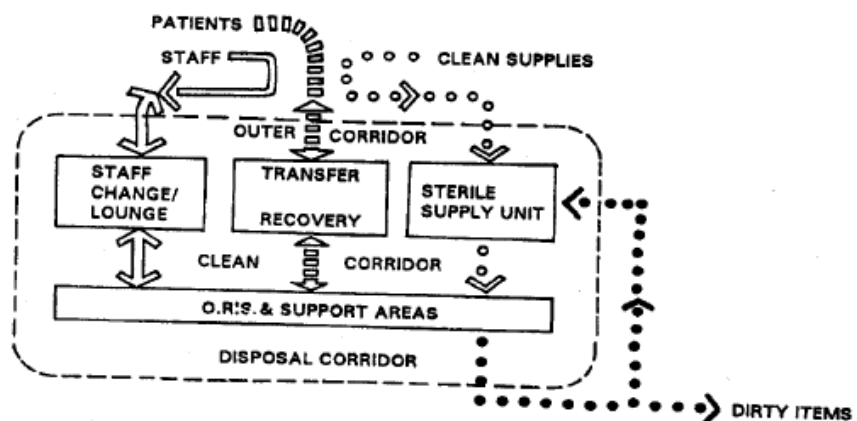 PATIENTS
STAFF
CLEAN SUPPLIES
OUTER CORRIDOR
STAFF
CHANGE/
LOUNGE
TRANSFER
RECOVERY
STERILE
SUPPLY UNIT
CLEAN CORRIDOR
O.R'S. & SUPPORT AREAS
DISPOSAL CORRIDOR
DIRTY ITEMS